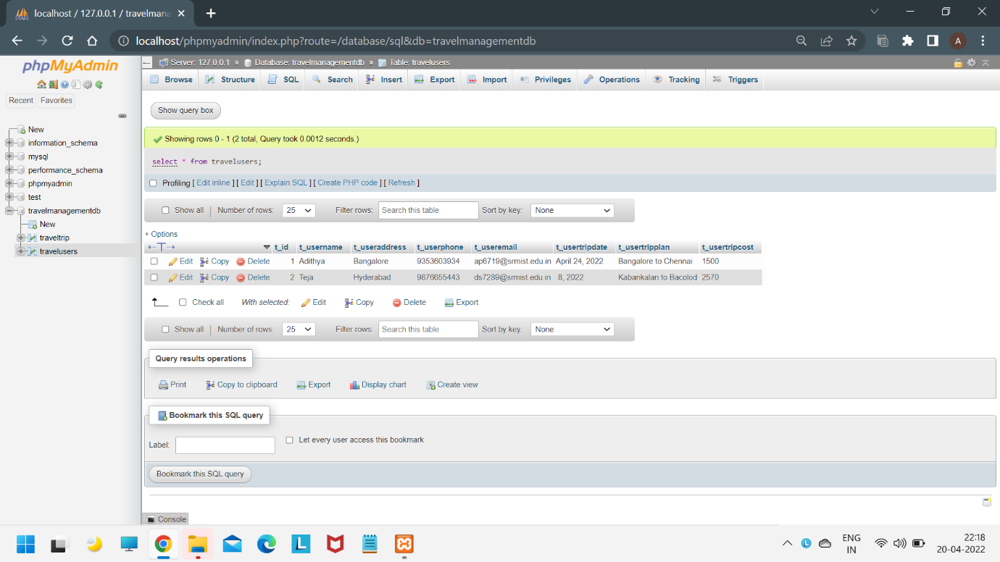 localhost / 127.0.0.1 / travelmana
localhost/phpmyadmin/index.php?route=/database/sql&db=travelmanagementdb
A
phpMyAdmin
Recent Favorites
New
information_schema
mysql
performance_schema
phpmyadmin
test
travelmanagementdb
New
traveltrip
travelusers
Server: 127.0.0.1 » Database: travelmanagementdb » Table: travelusers
Browse Structure SQL Search Insert Export Import Privileges Operations Tracking Triggers
Show query box
Showing rows 0 - 1 (2 total, Query took 0.0012 seconds.)
select * from travelusers;
Profiling [ Edit inline ] [ Edit ] [ Explain SQL ] [ Create PHP code ] [ Refresh ]
Show all | Number of rows: 25 Filter rows: Search this table Sort by key: None
+ Options
←T→ t_id t_username t_useraddress t_userphone t_useremail t_usertripdate t_usertripplan t_usertripcost
Edit Copy Delete 1 Adithya Bangalore 9353603934 ap6719@srmist.edu.in April 24, 2022 Bangalore to Chennai 1500
Edit Copy Delete 2 Teja Hyderabad 9876655443 ds7289@srmist.edu.in 8, 2022 Kabankalan to Bacolod 2570
Check all With selected: Edit Copy Delete Export
Show all | Number of rows: 25 Filter rows: Search this table Sort by key: None
Query results operations
Print Copy to clipboard Export Display chart Create view
Bookmark this SQL query
Label: Let every user access this bookmark
Bookmark this SQL query
Console
L
L
ENG
IN
22:18
20-04-2022